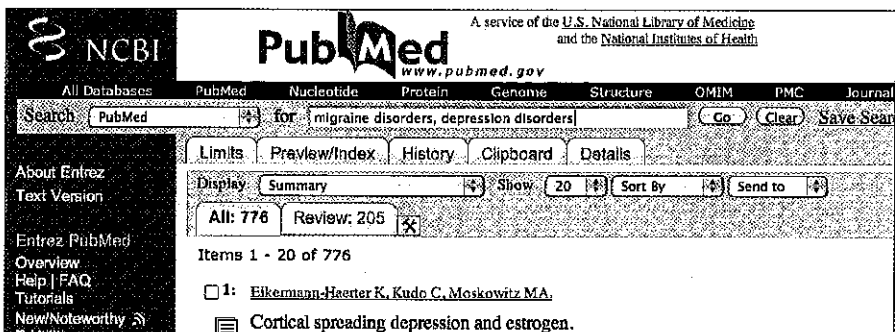 NCBI
PubMed
www.pubmed.gov
A service of the U.S. National Library of Medicine
and the National Institutes of Health
All Databases PubMed Nucleotide Protein Genome Structure OMIM PMC Journal
Search PubMed for migraine disorders, depression disorders Go Clear Save Sear
Limits Preview/Index History Clipboard Details
Display Summary Show 20 Sort By Send to
All: 776 Review: 205
Items 1 - 20 of 776
1: Eikermann-Haerter K, Kudo C, Moskowitz MA.
Cortical spreading depression and estrogen.
About Entrez
Text Version
Entrez PubMed
Overview
Help | FAQ
Tutorials
New/Noteworthy